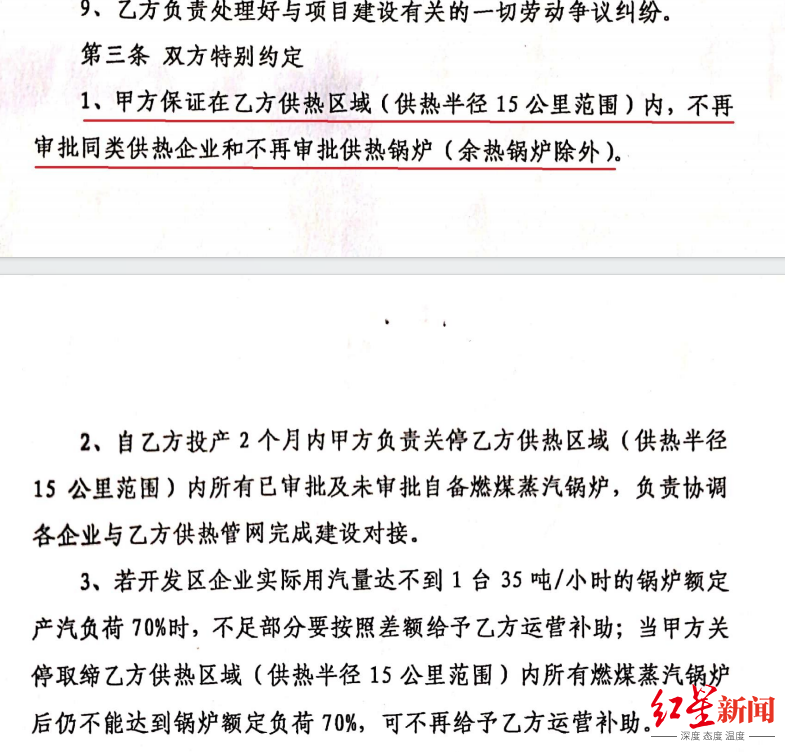 9、乙方负责处理好与项目建设有关的一切劳动争议纠纷。
第三条 双方特别约定
1、甲方保证在乙方供热区域（供热半径 15 公里范围）内，不再
审批同类供热企业和不再审批供热锅炉（余热锅炉除外）。
2、自乙方投产 2 个月内甲方负责关停乙方供热区域（供热半径
15 公里范围）内所有已审批及未审批自备燃煤蒸汽锅炉，负责协调
各企业与乙方供热管网完成建设对接。
3、若开发区企业实际用汽量达不到 1 台 35 吨/小时的锅炉额定
产汽负荷 70%时，不足部分要按照差额给予乙方运营补助；当甲方关
停取缔乙方供热区域（供热半径 15 公里范围）内所有燃煤蒸汽锅炉
后仍不能达到锅炉额定负荷 70%，可不再给予乙方运营补助。
红星新闻
深度 态度 温度